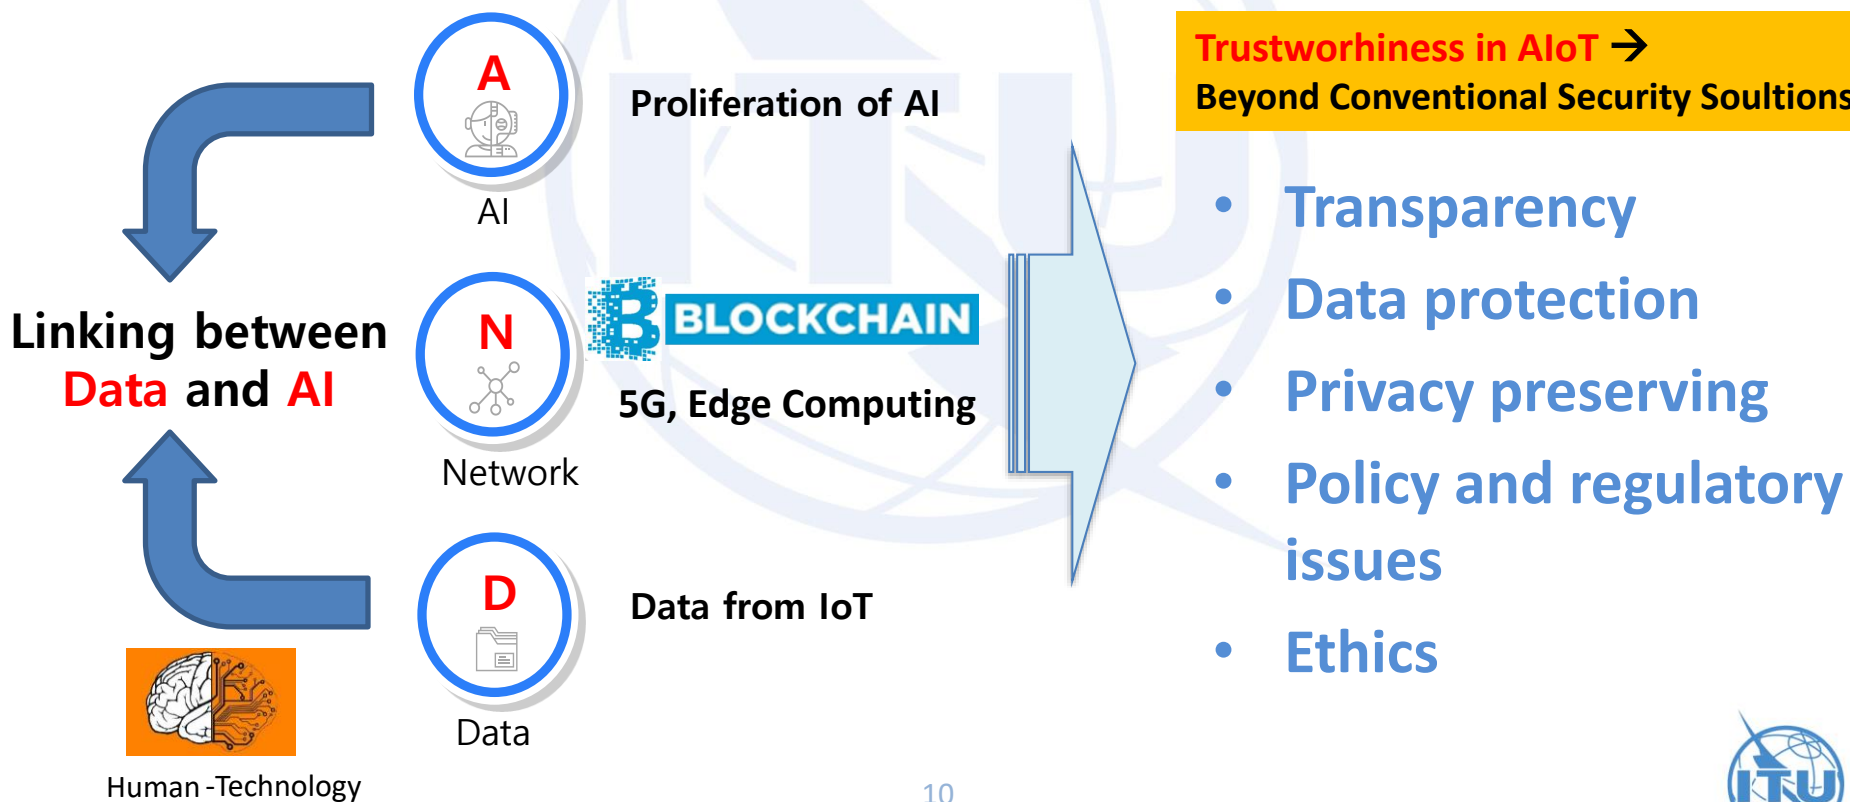 A
AI
Proliferation of AI
Linking between
Data and AI
N
Network
BLOCKCHAIN
5G, Edge Computing
D
Data
Data from IoT
Human -Technology
Trustworhiness in AIoT →
Beyond Conventional Security Soultions
• Transparency
• Data protection
• Privacy preserving
• Policy and regulatory
issues
• Ethics
10
ITU
ITU